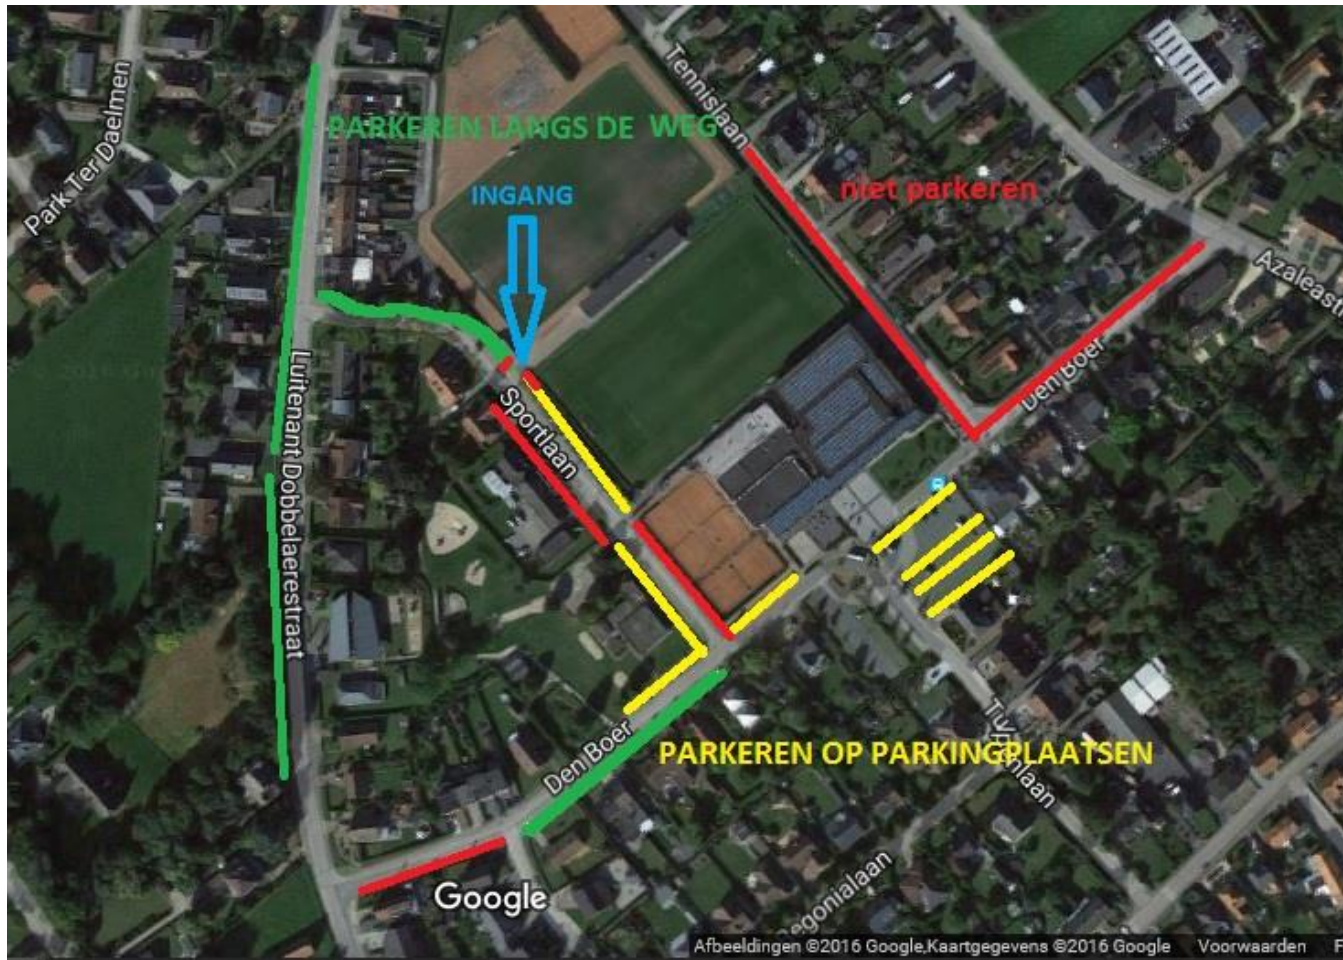 Tennislaan
Park Ter Daelmen
PARKEREN LANGS DE WEG
INGANG
niet parkeren
Azaleastr
Den Boer
Luitenant Dobbelaerestraat
Sportlaan
Den Boer
PARKEREN OP PARKINGPLAATSEN
Tulpenlaan
egonialaan
Google
Afbeeldingen ©2016 Google,Kaartgegevens ©2016 Google Voorwaarden F